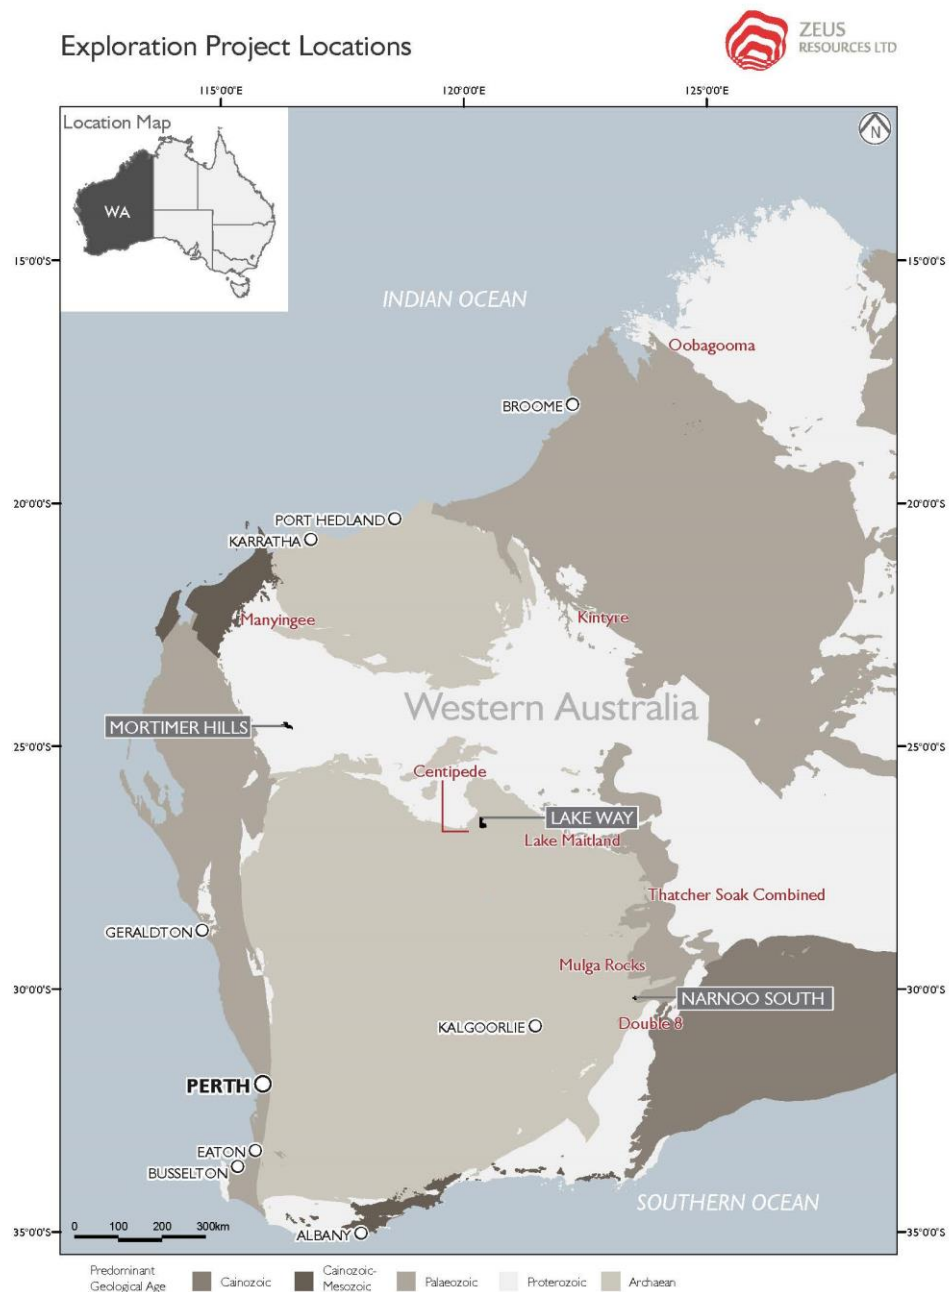 Exploration Project Locations
ZEUS
RESOURCES LTD
115°0'0"E
120°0'0"E
125°0'0"E
Location Map
WA
N
15°0'0"S
15°0'0"S
INDIAN OCEAN
Oobagooma
BROOME
20°0'0"S
20°0'0"S
PORT HEDLAND
KARRATHA
Manyingee
Kintyre
Western Australia
MORTIMER HILLS
25°0'0"S
25°0'0"S
Centipede
LAKE WAY
Lake Maitland
Thatcher Soak Combined
GERALDTON
Mulga Rocks
30°0'0"S
30°0'0"S
NARNOO SOUTH
Double 8
KALGOORLIE
PERTH
EATON
BUSSELTON
SOUTHERN OCEAN
0 100 200 300km
ALBANY
35°0'0"S
35°0'0"S
Predominant
Geological Age
Cainozoic
Cainozoic-
Mesozoic
Palaeozoic
Proterozoic
Archaean